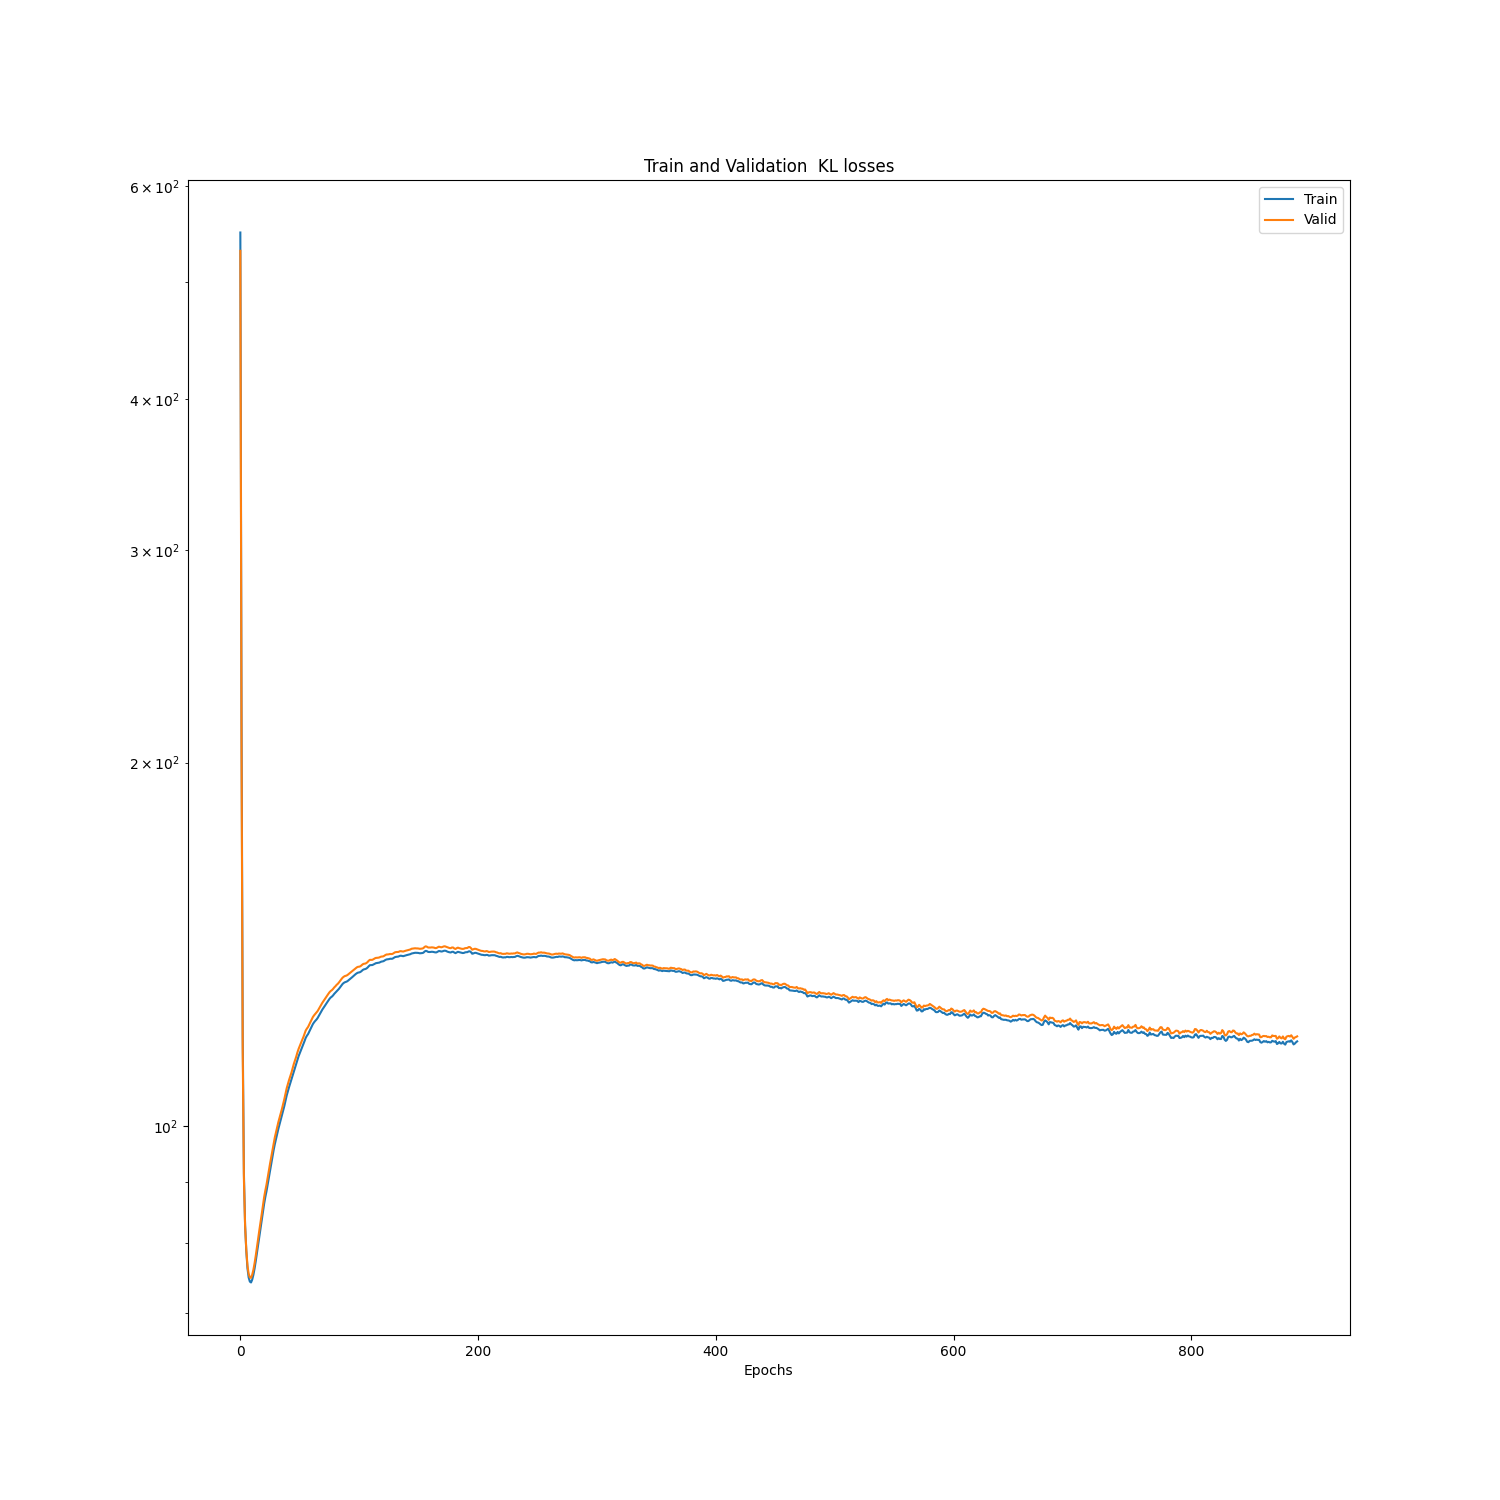 Train and Validation  KL losses
Train
Valid
6 × 10²
4 × 10²
3 × 10²
2 × 10²
10²
0 200 400 600 800
Epochs